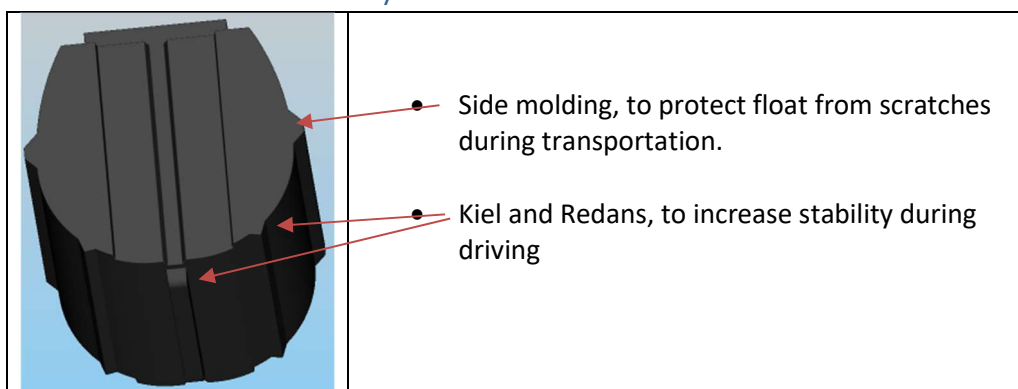 • Side molding, to protect float from scratches
during transportation.
• Kiel and Redans, to increase stability during
driving